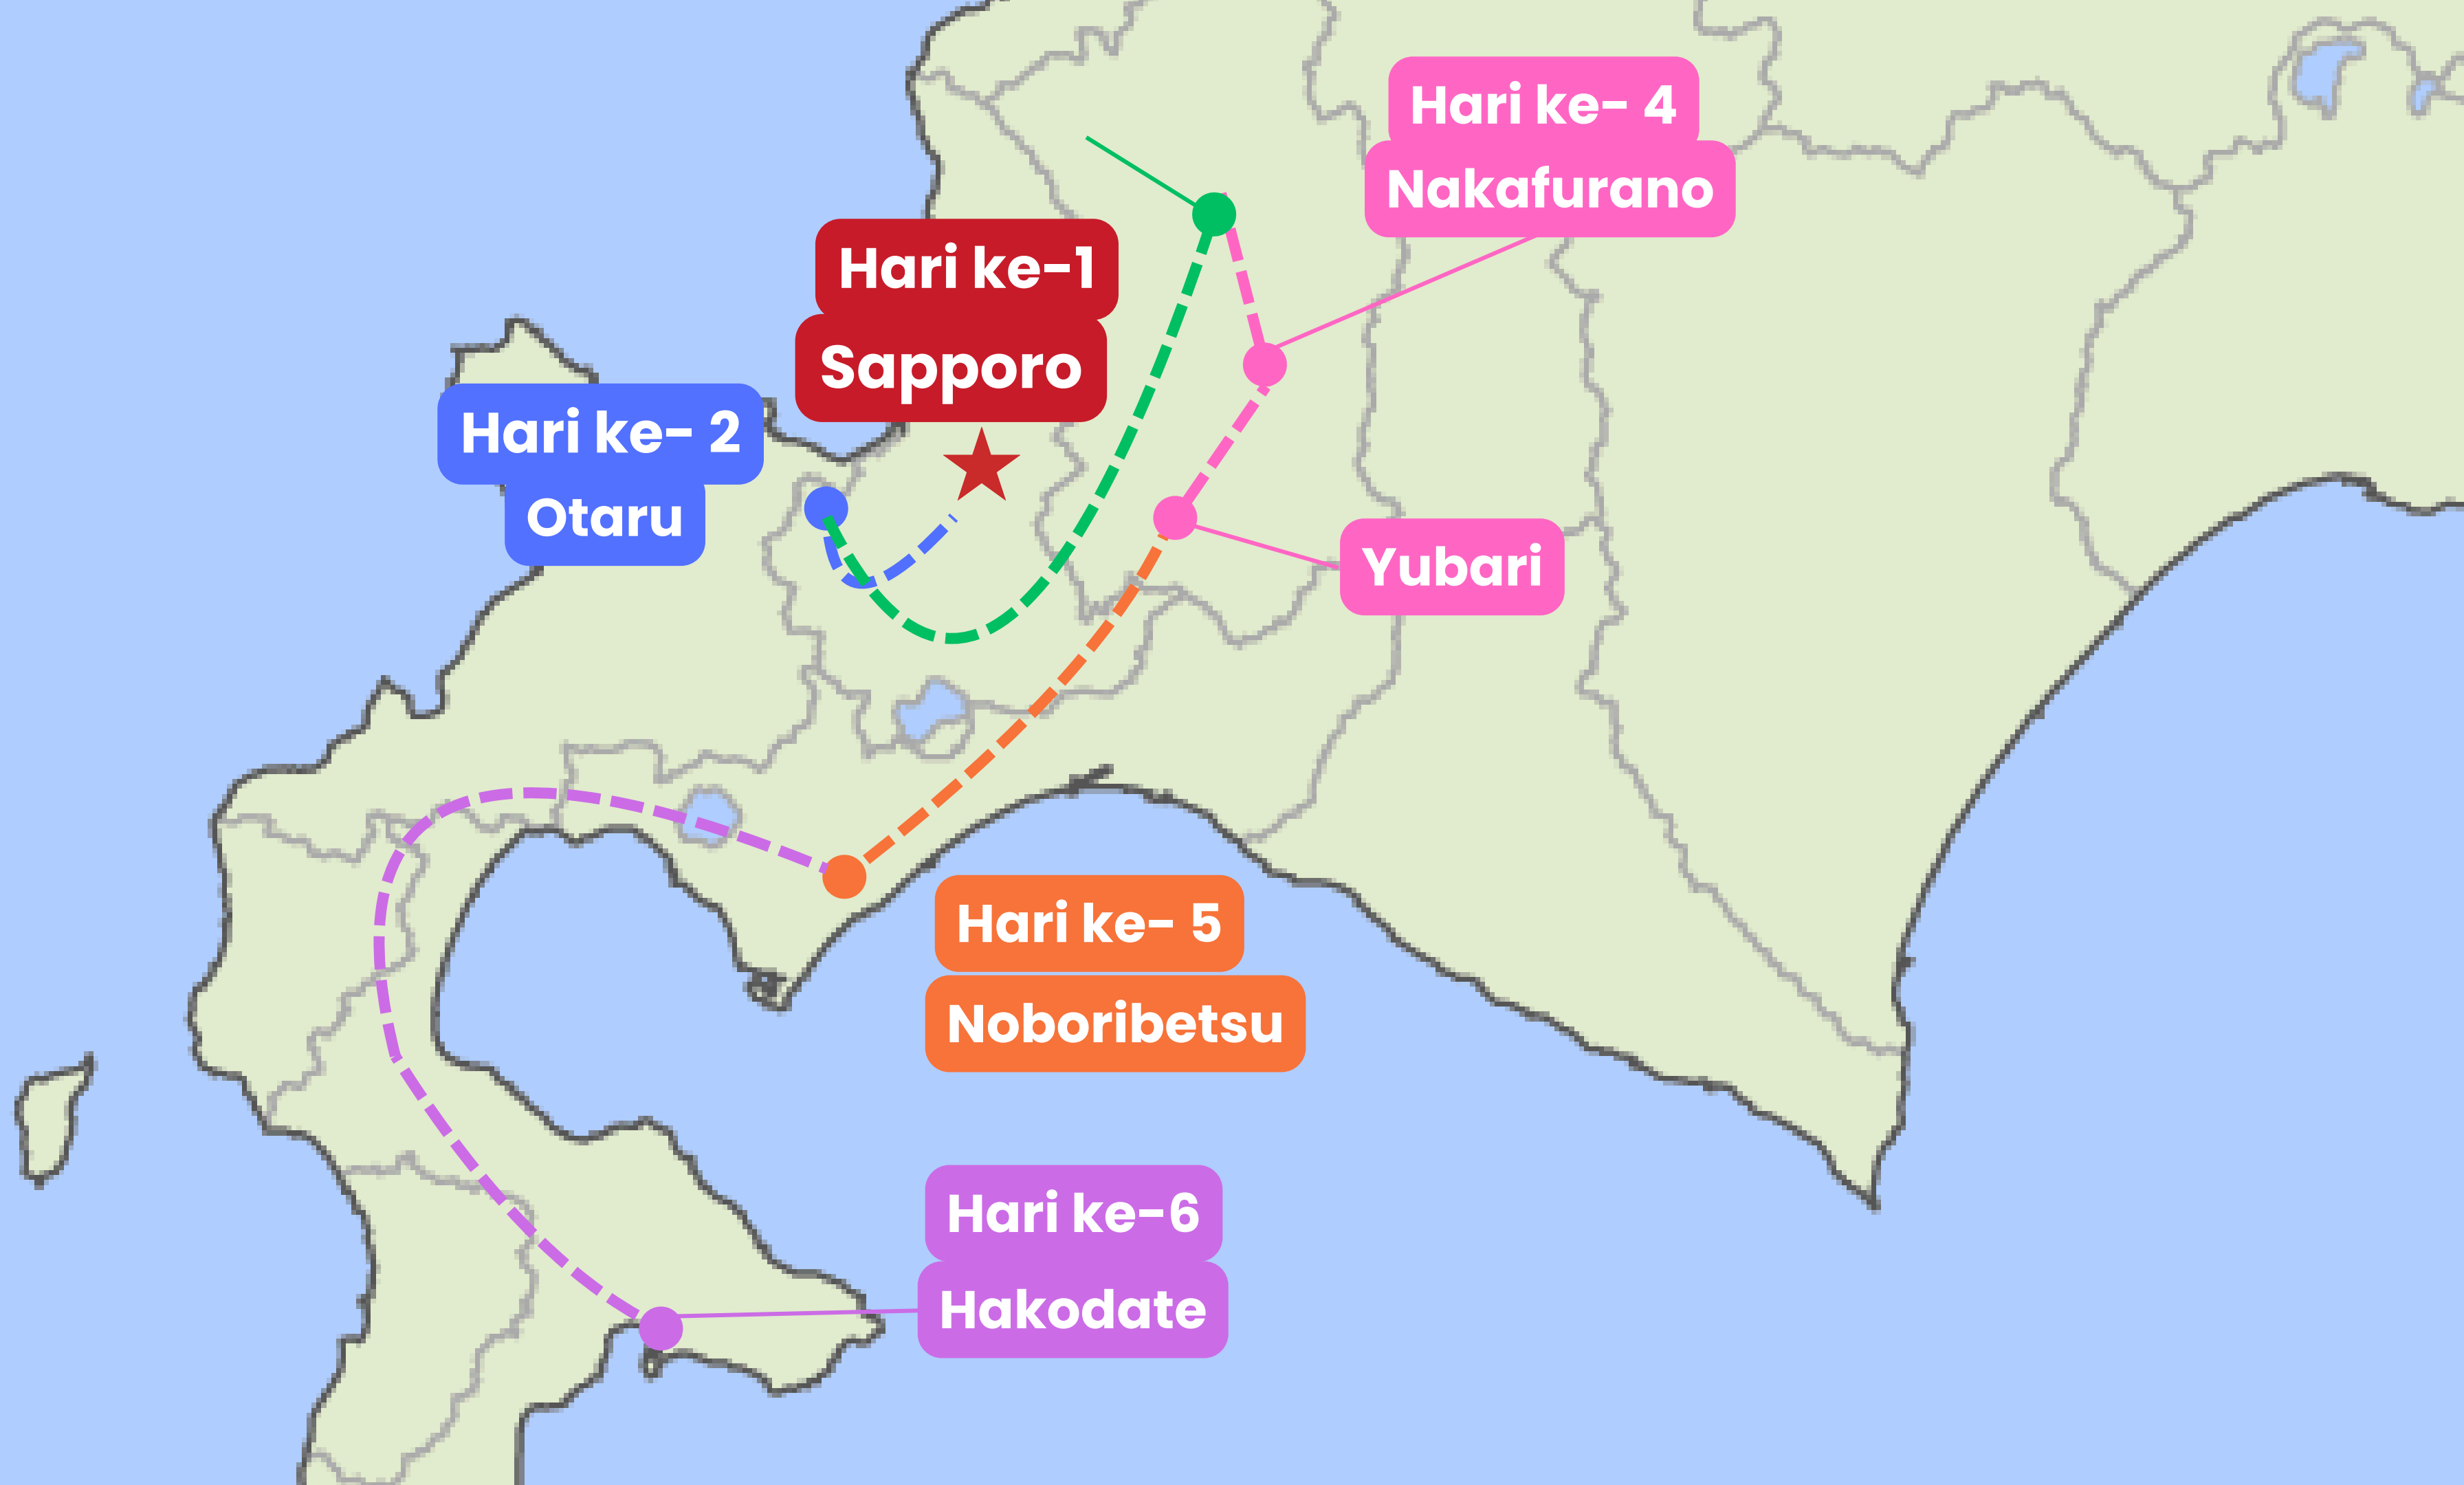 Hari ke-1
Sapporo
Hari ke- 2
Otaru
Hari ke- 4
Nakafurano
Yubari
Hari ke- 5
Noboribetsu
Hari ke-6
Hakodate